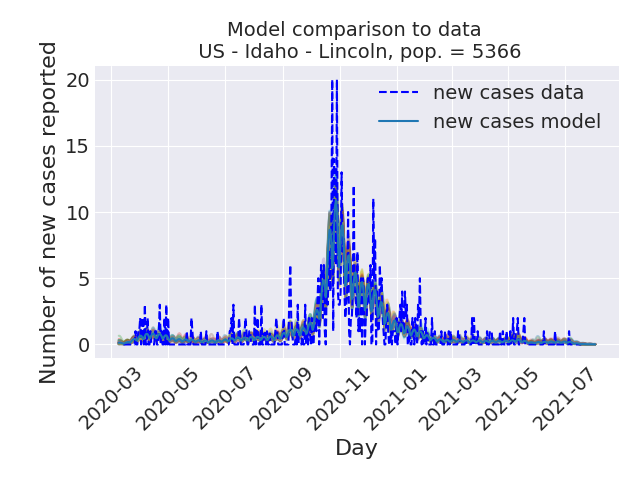 Model comparison to data
US - Idaho - Lincoln, pop. = 5366
Number of new cases reported
20
15
10
5
0
new cases data
new cases model
2020-03
2020-05
2020-07
2020-09
2020-11
2021-01
2021-03
2021-05
2021-07
Day